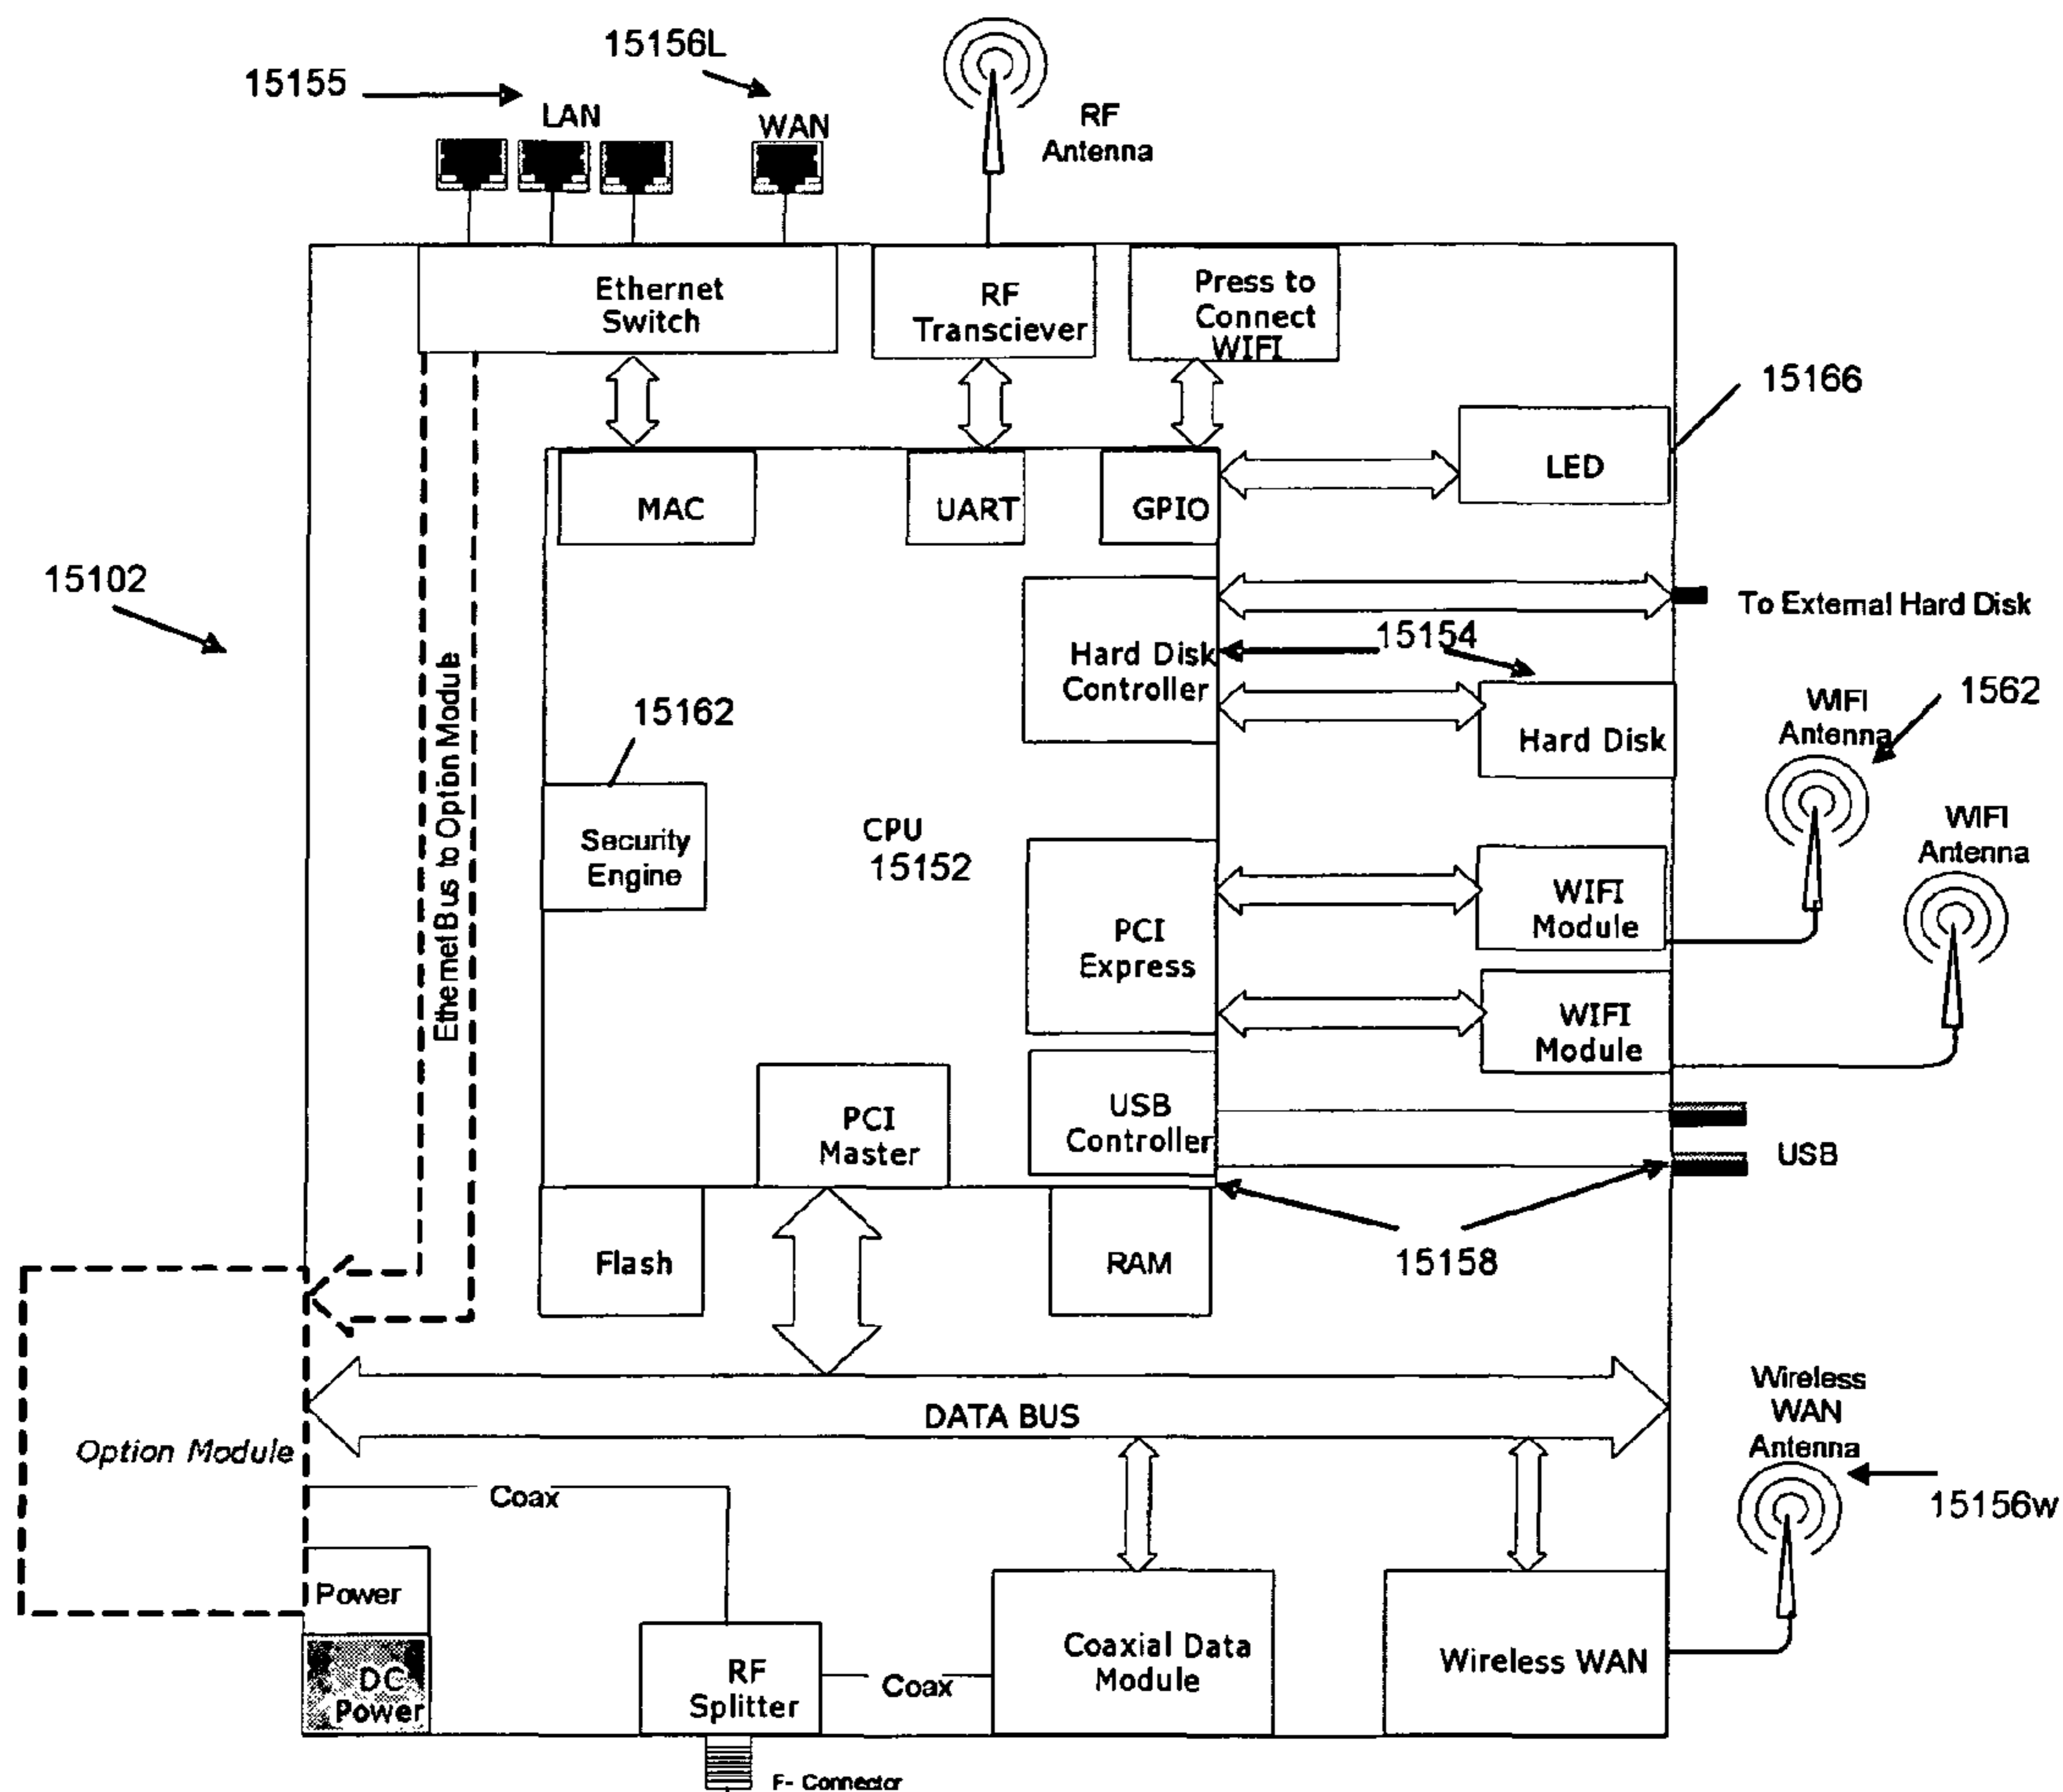 15156L
15155
LAN
WAN
RF
Antenna
Ethernet
Switch
RF
Transciever
Press to
Connect
WIFI
15166
LED
MAC
UART
GPIO
15102
To External Hard Disk
15154
Hard Disk
Controller
Hard Disk
WIFI
Antenna
1562
Ethernet Bus to Option Module
15162
Security
Engine
CPU
15152
WIFI
Antenna
PCI
Express
WIFI
Module
WIFI
Module
PCI
Master
USB
Controller
USB
Flash
RAM
15158
DATA BUS
Option Module
Wireless
WAN
Antenna
15156w
Coax
Power
DC
Power
RF
Splitter
Coax
Coaxial Data
Module
Wireless WAN
F- Connector